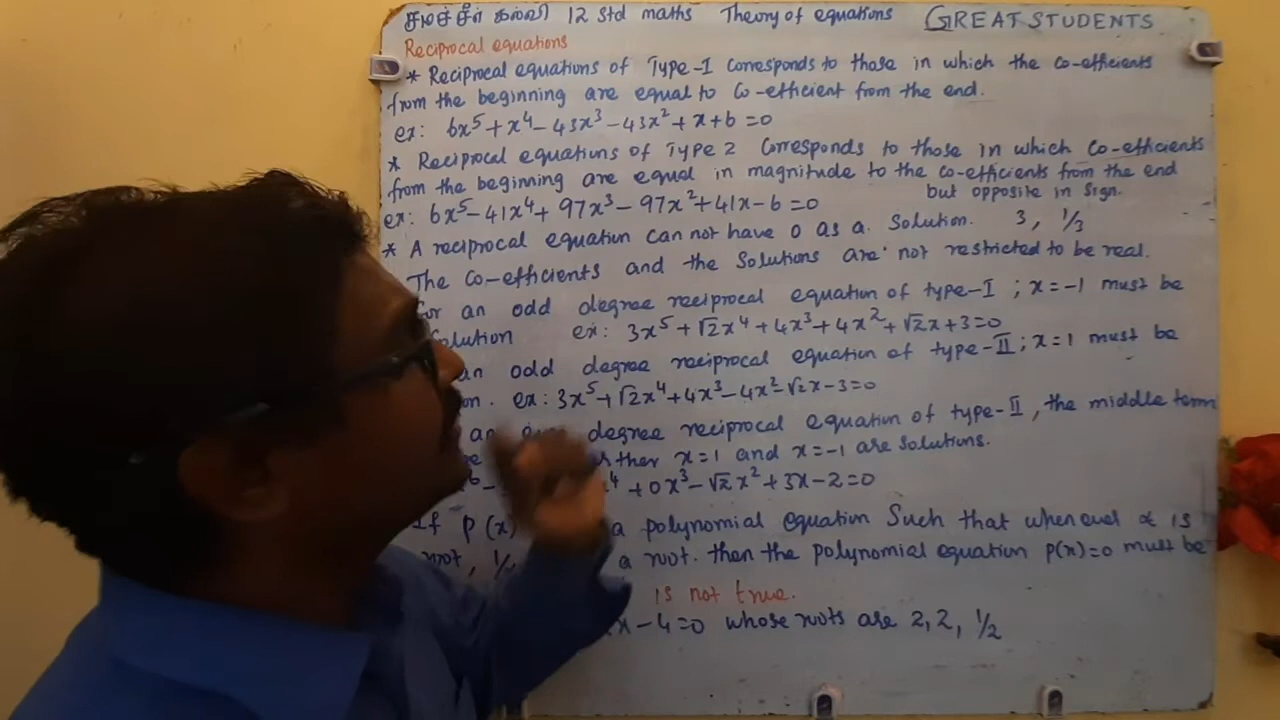 சமச்சீர் கல்வி 12 Std maths Theory of equations GREAT STUDENTS
Reciprocal equations
* Reciprocal equations of Type-I corresponds to those in which the co-efficients
from the beginning are equal to co-efficient from the end.
ex: 6x⁵+x⁴-43x³-43x²+x+6=0
* Reciprocal equations of Type 2 corresponds to those in which co-efficients
from the beginning are equal in magnitude to the co-efficients from the end
but opposite in sign.
ex: 6x⁵-41x⁴+97x³-97x²+41x-6=0
* A reciprocal equation can not have 0 as a solution. 3, 1/3
The co-efficients and the solutions are not restricted to be real.
for an odd degree reciprocal equation of type-I ; x=-1 must be
solution ex: 3x⁵+√2x⁴+4x³+4x²+√2x+3=0
an odd degree reciprocal equation of type-II; x=1 must be
ex: 3x⁵+√2x⁴+4x³-4x²-√2x-3=0
degree reciprocal equation of type-II, the middle term
x=1 and x=-1 are solutions.
+0x³-√2x²+3x-2=0
If P(x) a polynomial equation such that whenever α is
root, 1/ a root. then the polynomial equation P(x)=0 must be
is not true.
x-4=0 whose roots are 2, 2, 1/2